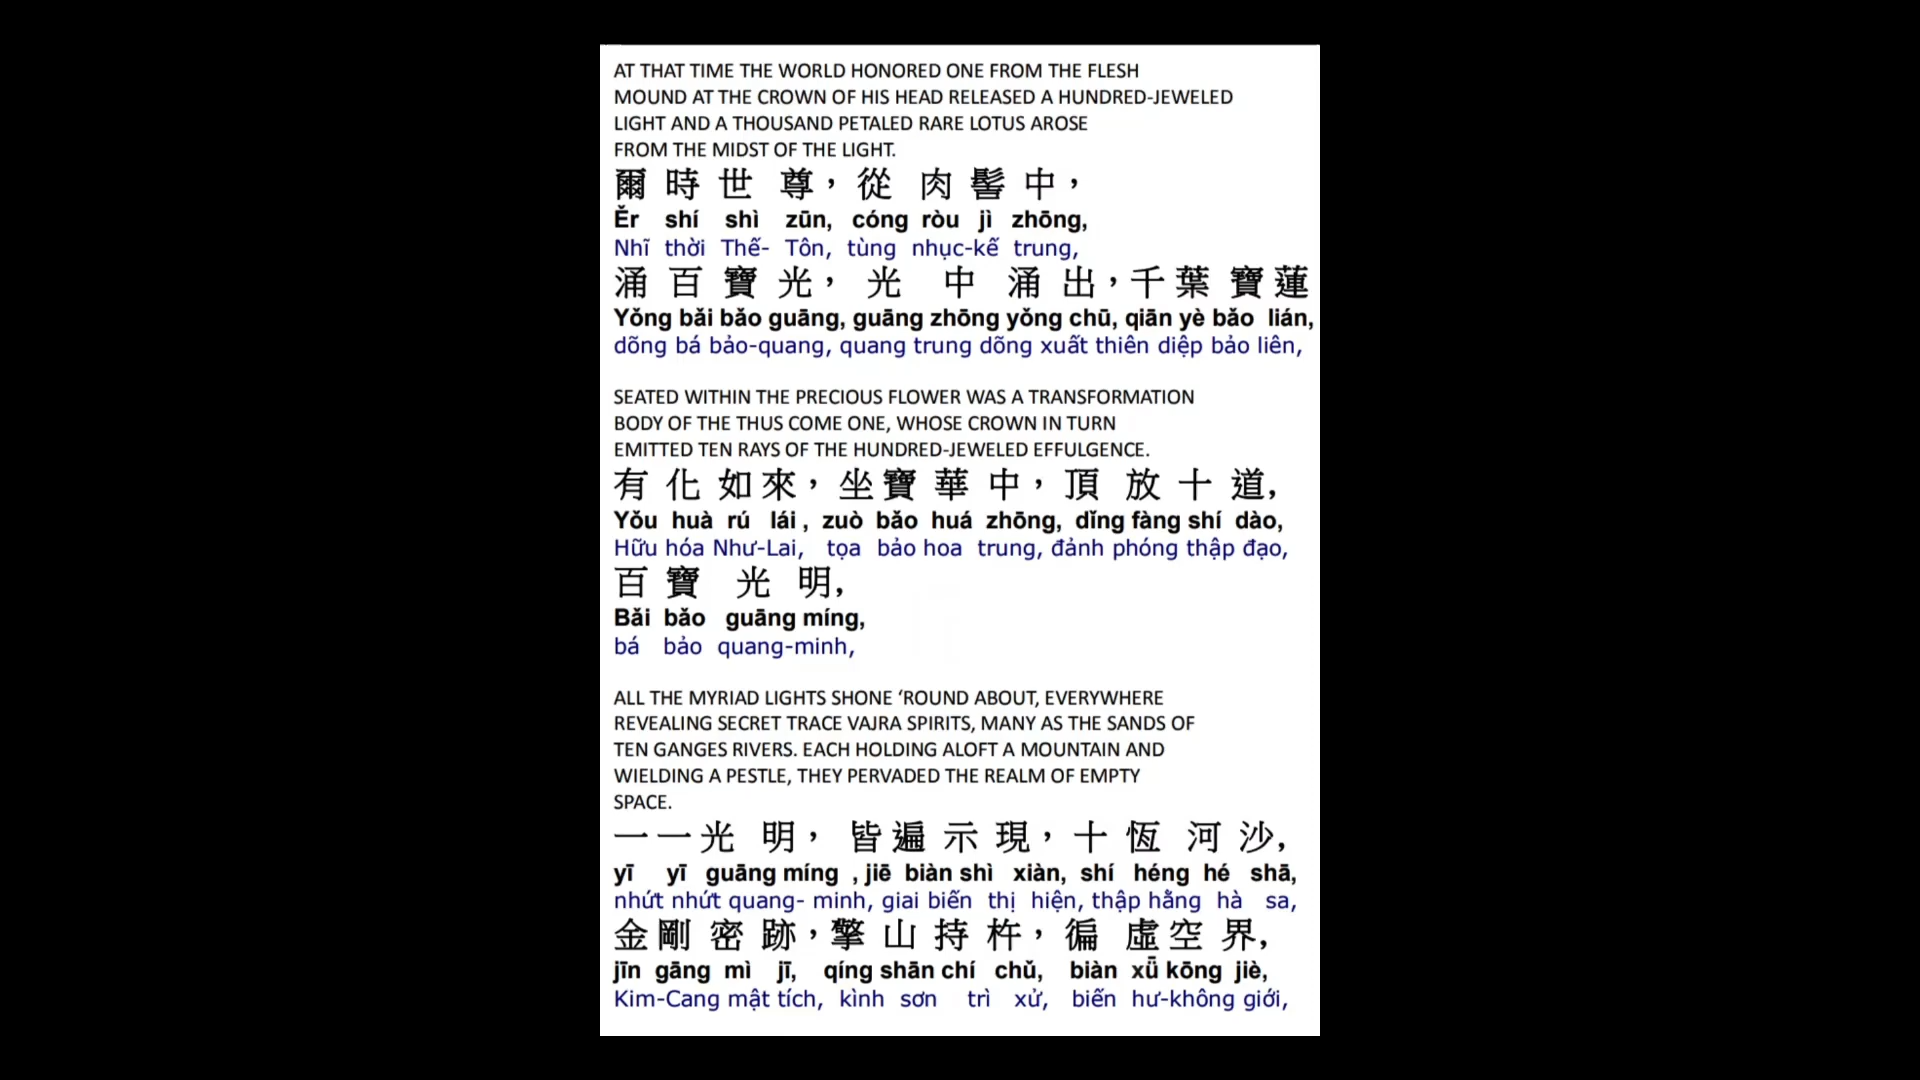 AT THAT TIME THE WORLD HONORED ONE FROM THE FLESH
MOUND AT THE CROWN OF HIS HEAD RELEASED A HUNDRED-JEWELED
LIGHT AND A THOUSAND PETALED RARE LOTUS AROSE
FROM THE MIDST OF THE LIGHT.
爾時世尊，從肉髻中，
Ěr shí shì zūn, cóng ròu jì zhōng,
Nhĩ thời Thế- Tôn, tùng nhục-kế trung,
涌百寶光，光中涌出，千葉寶蓮
Yǒng bǎi bǎo guāng, guāng zhōng yǒng chū, qiān yè bǎo lián,
dõng bá bảo-quang, quang trung dõng xuất thiên diệp bảo liên,
SEATED WITHIN THE PRECIOUS FLOWER WAS A TRANSFORMATION
BODY OF THE THUS COME ONE, WHOSE CROWN IN TURN
EMITTED TEN RAYS OF THE HUNDRED-JEWELED EFFULGENCE.
有化如來，坐寶華中，頂放十道,
Yǒu huà rú lái , zuò bǎo huá zhōng, dǐng fàng shí dào,
Hữu hóa Như-Lai, tọa bảo hoa trung, đảnh phóng thập đạo,
百寶光明,
Bǎi bǎo guāng míng,
bá bảo quang-minh,
ALL THE MYRIAD LIGHTS SHONE ‘ROUND ABOUT, EVERYWHERE
REVEALING SECRET TRACE VAJRA SPIRITS, MANY AS THE SANDS OF
TEN GANGES RIVERS. EACH HOLDING ALOFT A MOUNTAIN AND
WIELDING A PESTLE, THEY PERVADED THE REALM OF EMPTY
SPACE.
一一光明，皆遍示現，十恆河沙,
yī yī guāng míng , jiē biàn shì xiàn, shí héng hé shā,
nhứt nhứt quang- minh, giai biến thị hiện, thập hằng hà sa,
金剛密跡，擎山持杵，徧虛空界,
jīn gāng mì jī, qíng shān chí chǔ, biàn xǖ kōng jiè,
Kim-Cang mật tích, kình sơn trì xử, biến hư-không giới,